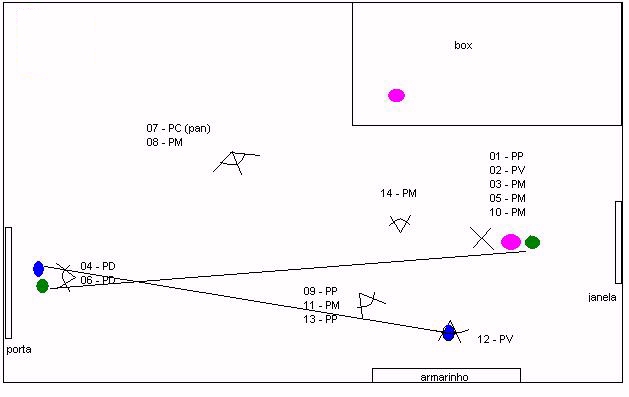 box
07 - PC (pan)
08 - PM
01 - PP
02 - PV
03 - PM
05 - PM
10 - PM
14 - PM
04 - PD
06 - PD
09 - PP
11 - PM
13 - PP
janela
12 - PV
porta
armarinho